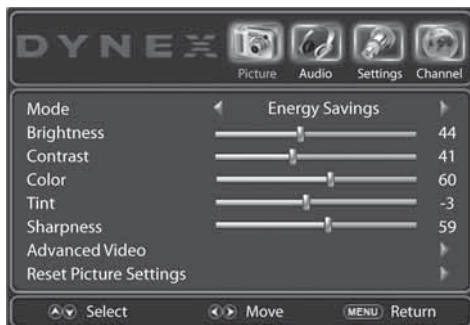 DYNEX
Picture Audio Settings Channel
Mode Energy Savings
Brightness 44
Contrast 41
Color 60
Tint -3
Sharpness 59
Advanced Video
Reset Picture Settings
Select Move MENU Return